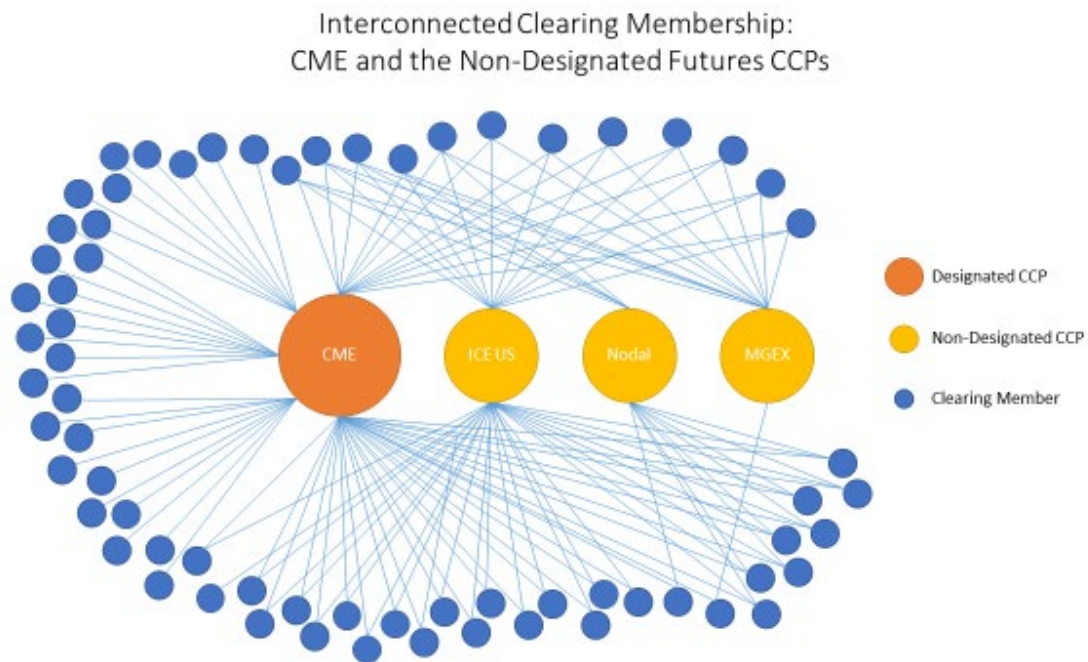 Interconnected Clearing Membership:
CME and the Non-Designated Futures CCPs
Designated CCP
CME
ICE US
Nodal
MGEX
Non-Designated CCP
Clearing Member